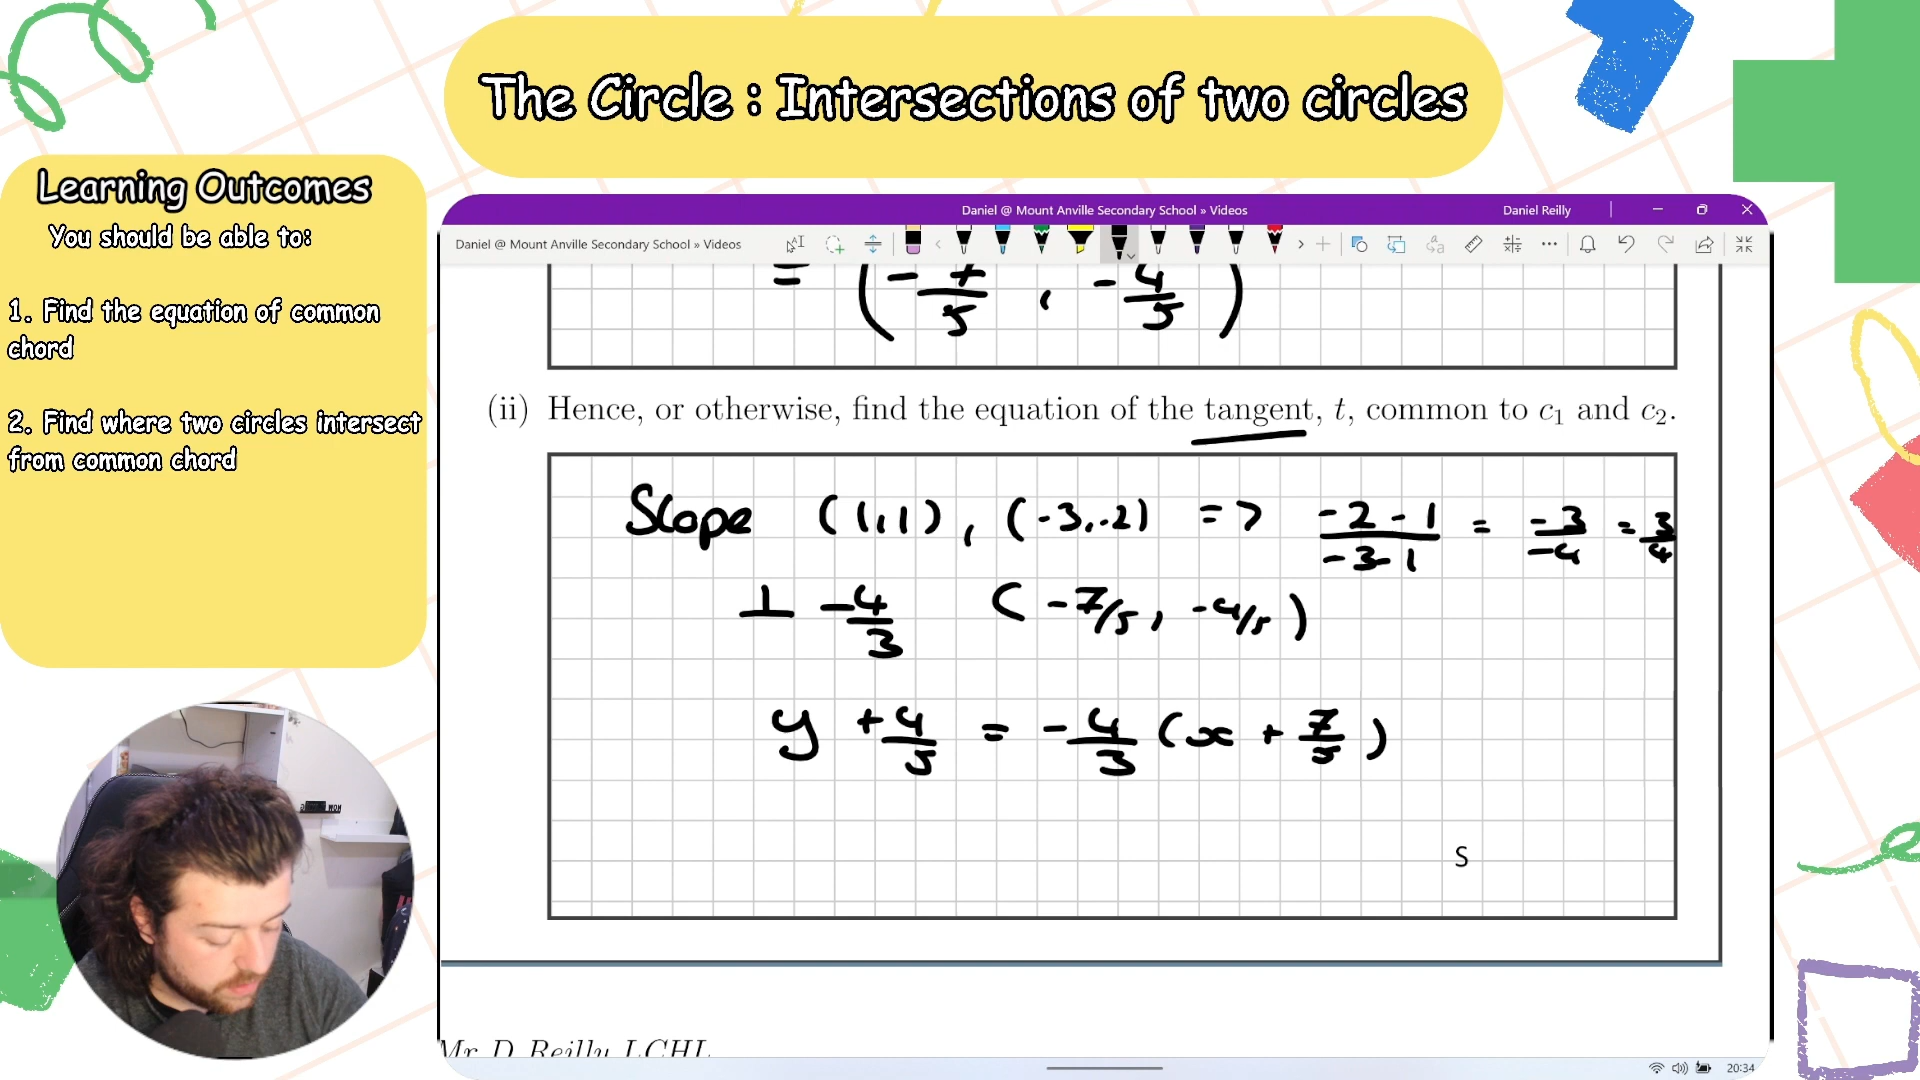 The Circle : Intersections of two circles
Learning Outcomes
You should be able to:
1. Find the equation of common
chord
2. Find where two circles intersect
from common chord
Daniel @ Mount Anville Secondary School » Videos
Daniel Reilly
Daniel @ Mount Anville Secondary School » Videos
= (-7/5 , -4/5)
(ii) Hence, or otherwise, find the equation of the tangent, t, common to c₁ and c₂.
Slope (1,1), (-3,-2) => -2-1/-3-1 = -3/-4 = 3/4
⊥ -4/3 (-7/5, -4/5)
y + 4/5 = -4/3 (x + 7/5)
S
Mr D Reilly LCHL
20:34